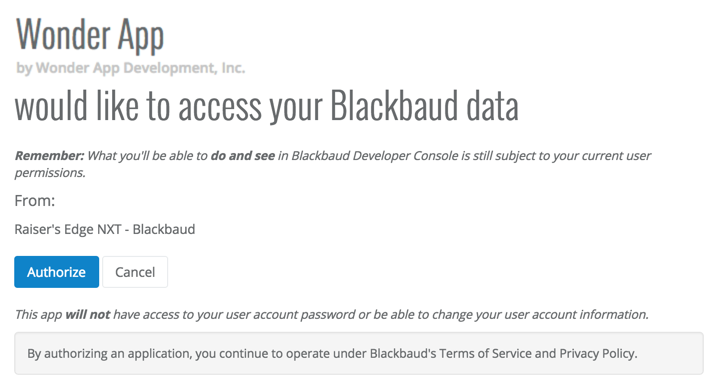 Wonder App
by Wonder App Development, Inc.
would like to access your Blackbaud data
Remember: What you'll be able to do and see in Blackbaud Developer Console is still subject to your current user
permissions.
From:
Raiser's Edge NXT - Blackbaud
Authorize Cancel
This app will not have access to your user account password or be able to change your user account information.
By authorizing an application, you continue to operate under Blackbaud's Terms of Service and Privacy Policy.